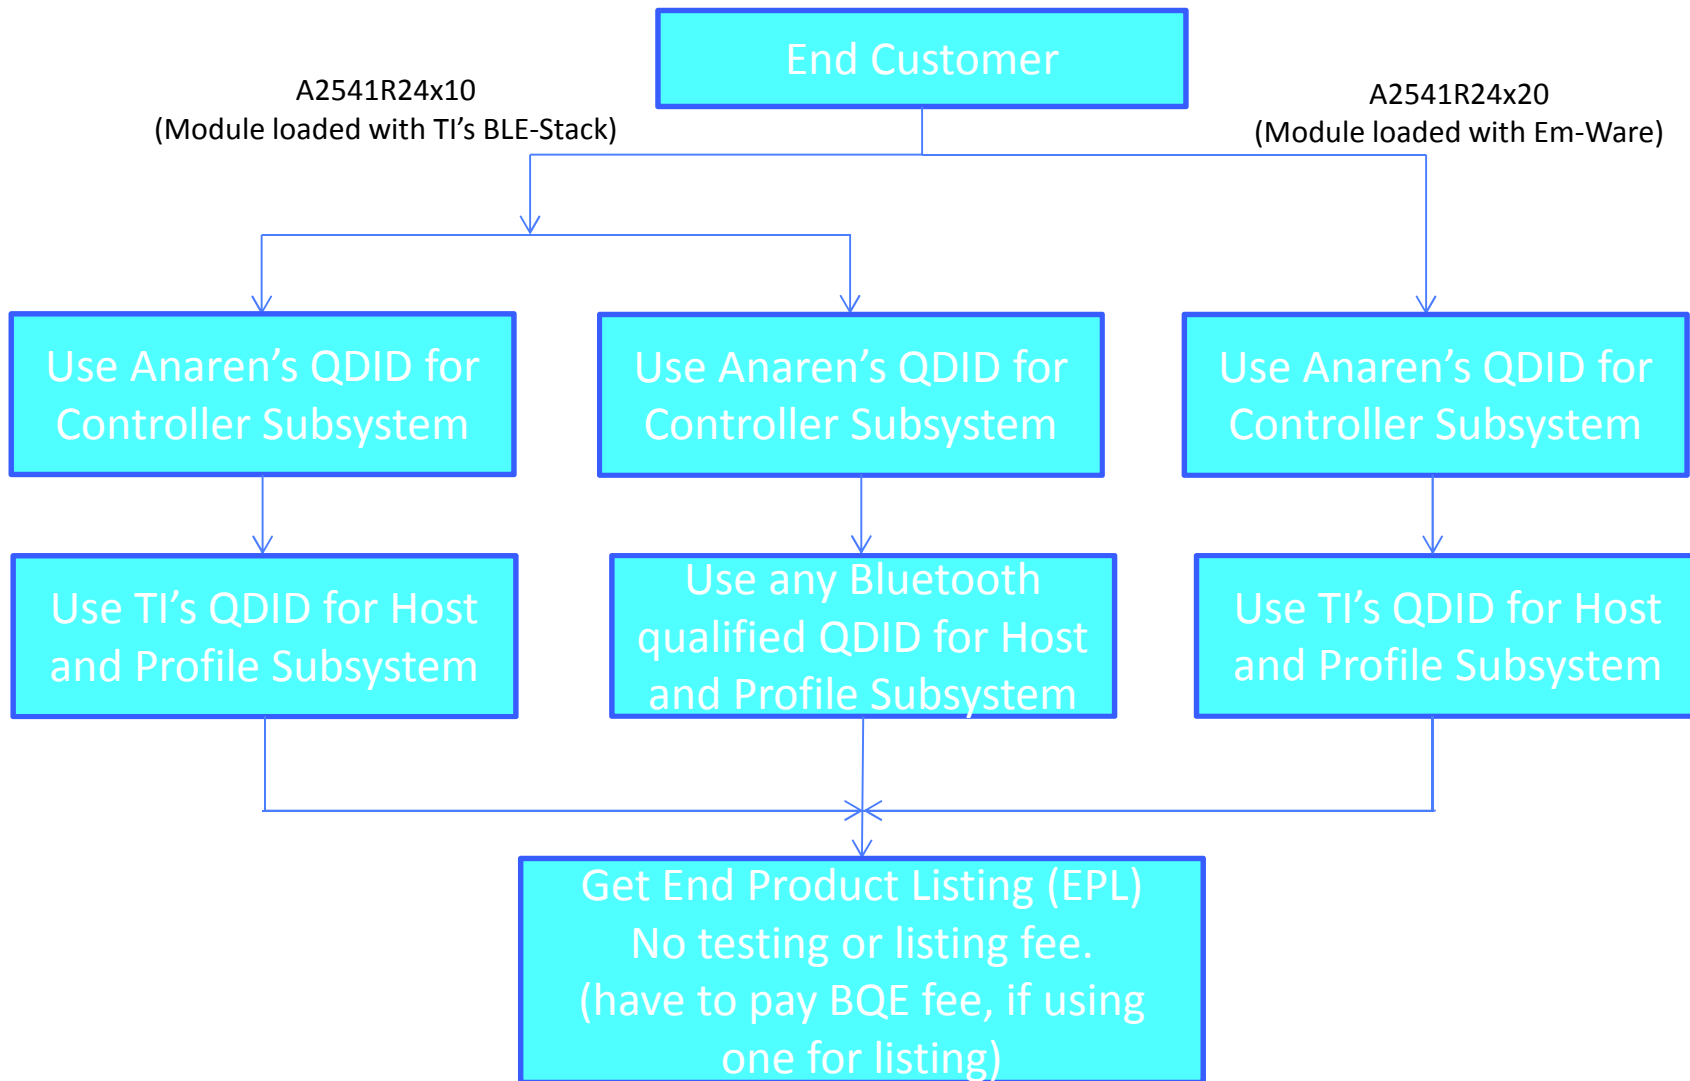 End Customer
A2541R24x10
(Module loaded with TI’s BLE-Stack)
A2541R24x20
(Module loaded with Em-Ware)
Use Anaren’s QDID for
Controller Subsystem
Use Anaren’s QDID for
Controller Subsystem
Use Anaren’s QDID for
Controller Subsystem
Use TI’s QDID for Host
and Profile Subsystem
Use any Bluetooth
qualified QDID for Host
and Profile Subsystem
Use TI’s QDID for Host
and Profile Subsystem
Get End Product Listing (EPL)
No testing or listing fee.
(have to pay BQE fee, if using
one for listing)